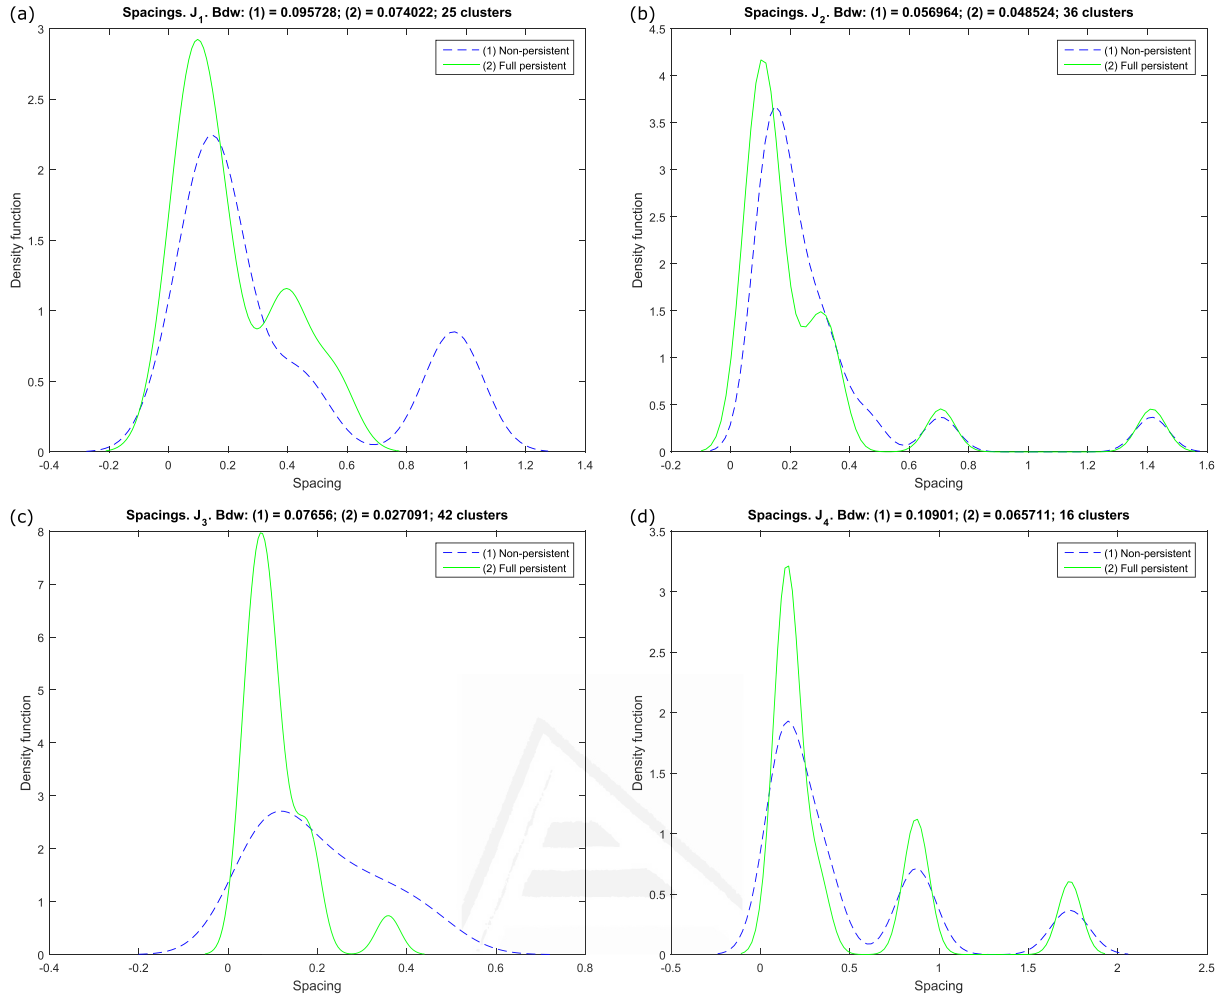 (a)
Spacings. J1. Bdw: (1) = 0.095728; (2) = 0.074022; 25 clusters
3
2.5
2
1.5
1
0.5
0
Density function
(1) Non-persistent
(2) Full persistent
-0.4
-0.2
0
0.2
0.4
0.6
0.8
1
1.2
1.4
Spacing
(b)
Spacings. J2. Bdw: (1) = 0.056964; (2) = 0.048524; 36 clusters
4.5
4
3.5
3
2.5
2
1.5
1
0.5
0
Density function
(1) Non-persistent
(2) Full persistent
-0.2
0
0.2
0.4
0.6
0.8
1
1.2
1.4
1.6
Spacing
(c)
Spacings. J3. Bdw: (1) = 0.07656; (2) = 0.027091; 42 clusters
8
7
6
5
4
3
2
1
0
Density function
(1) Non-persistent
(2) Full persistent
-0.4
-0.2
0
0.2
0.4
0.6
0.8
Spacing
(d)
Spacings. J4. Bdw: (1) = 0.10901; (2) = 0.065711; 16 clusters
3.5
3
2.5
2
1.5
1
0.5
0
Density function
(1) Non-persistent
(2) Full persistent
-0.5
0
0.5
1
1.5
2
2.5
Spacing